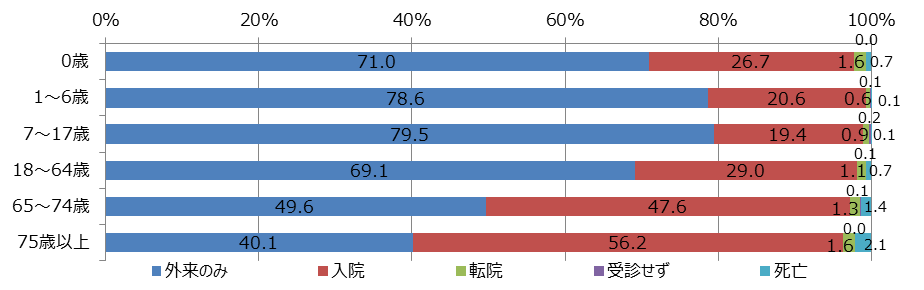 0% 20% 40% 60% 80% 100%
0歳 71.0 26.7 1.6 0.0 0.7
1～6歳 78.6 20.6 0.6 0.1 0.1
7～17歳 79.5 19.4 0.9 0.2 0.1
18～64歳 69.1 29.0 1.1 0.1 0.7
65～74歳 49.6 47.6 1.3 0.1 1.4
75歳以上 40.1 56.2 1.6 0.0 2.1
外来のみ 入院 転院 受診せず 死亡